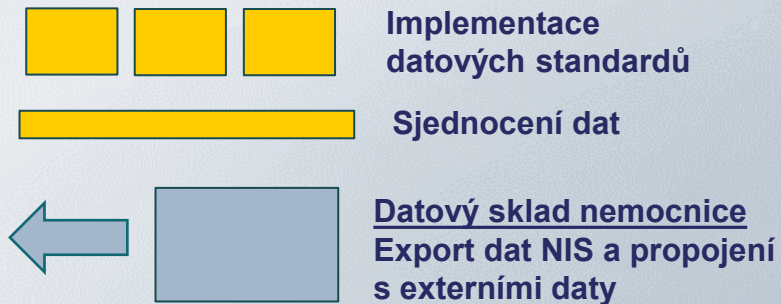 Implementace
datových standardů
Sjednocení dat
Datový sklad nemocnice
Export dat NIS a propojení
s externími daty